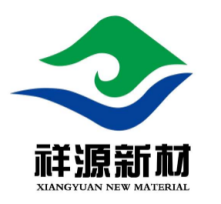 祥源新材
XIANGYUAN NEW MATERIAL